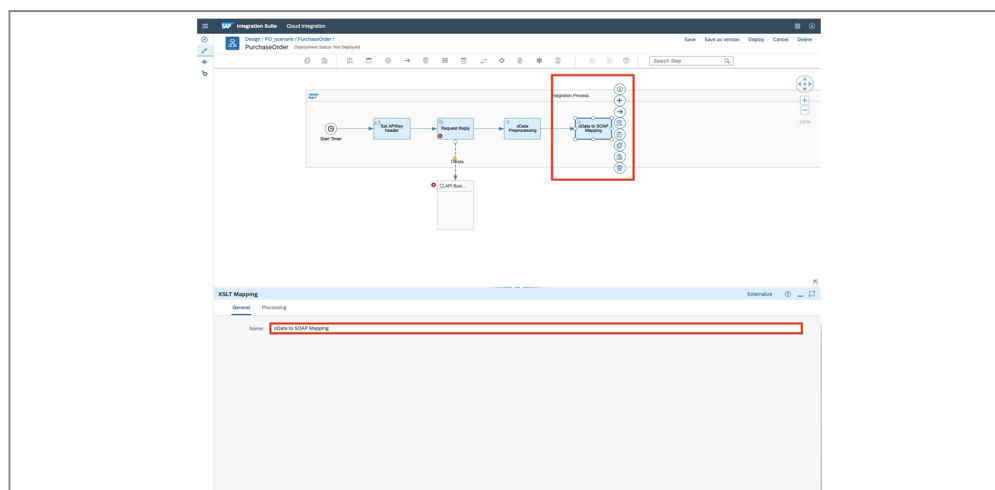 SAP Integration Suite Cloud Integration
Design / PO_scenario / PurchaseOrder /
PurchaseOrder Deployment Status: Not Deployed
Save Save as version Deploy Cancel Delete
Search Step
SAP
Integration Process
100%
Start Timer
Set APIKey
header
Request Reply
oData
Preprocessing
oData to SOAP
Mapping
OData
API Busi...
XSLT Mapping
Externalize
General Processing
Name: oData to SOAP Mapping